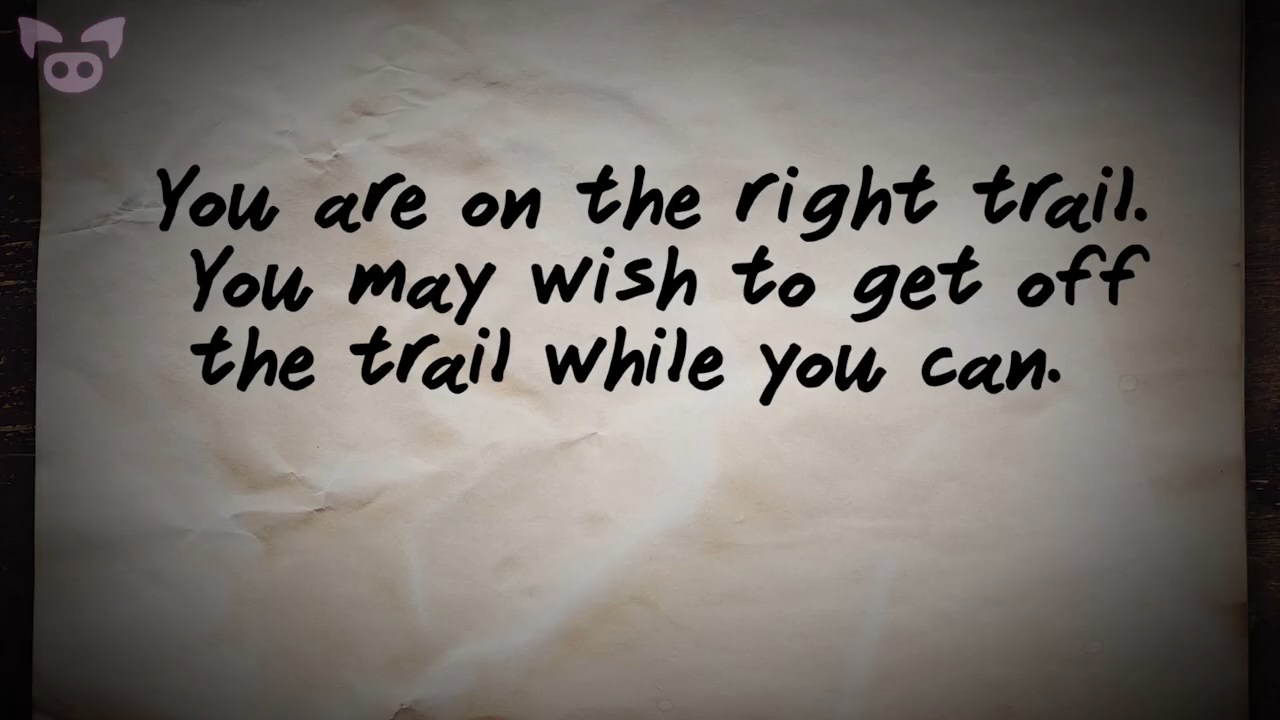 You are on the right trail.
You may wish to get off
the trail while you can.